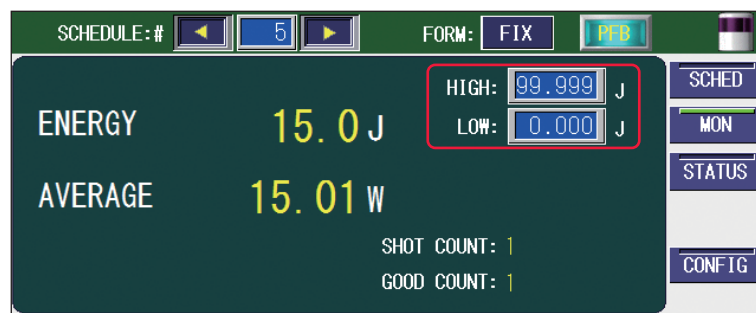 SCHEDULE:# ◄ 5 ► FORM: FIX PFB
HIGH: 99.999 J
LOW: 0.000 J
ENERGY 15.0 J
AVERAGE 15.01 W
SHOT COUNT: 1
GOOD COUNT: 1
SCHED
MON
STATUS
CONFIG